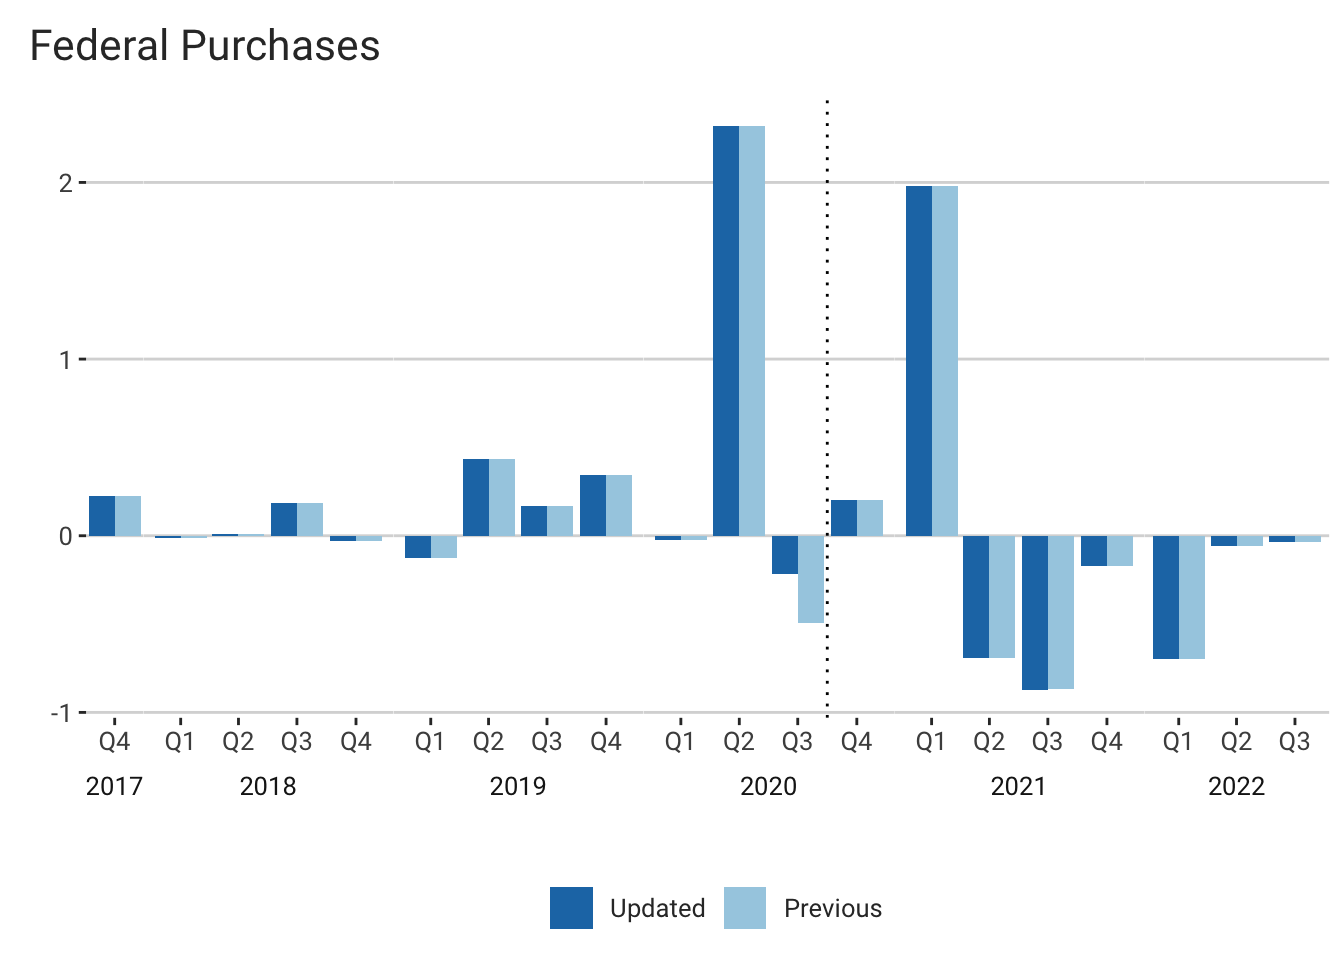 Federal Purchases
2
1
0
-1
Q4 Q1 Q2 Q3 Q4 Q1 Q2 Q3 Q4 Q1 Q2 Q3 Q4 Q1 Q2 Q3 Q4 Q1 Q2 Q3
2017 2018 2019 2020 2021 2022
Updated Previous